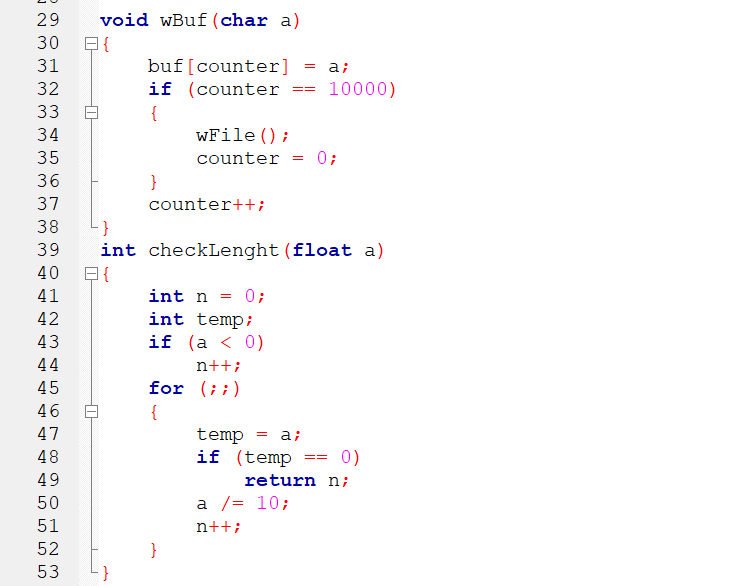 29 void wBuf(char a)
30 {
31 buf[counter] = a;
32 if (counter == 10000)
33 {
34 wFile();
35 counter = 0;
36 }
37 counter++;
38 }
39 int checkLenght(float a)
40 {
41 int n = 0;
42 int temp;
43 if (a < 0)
44 n++;
45 for (;;)
46 {
47 temp = a;
48 if (temp == 0)
49 return n;
50 a /= 10;
51 n++;
52 }
53 }